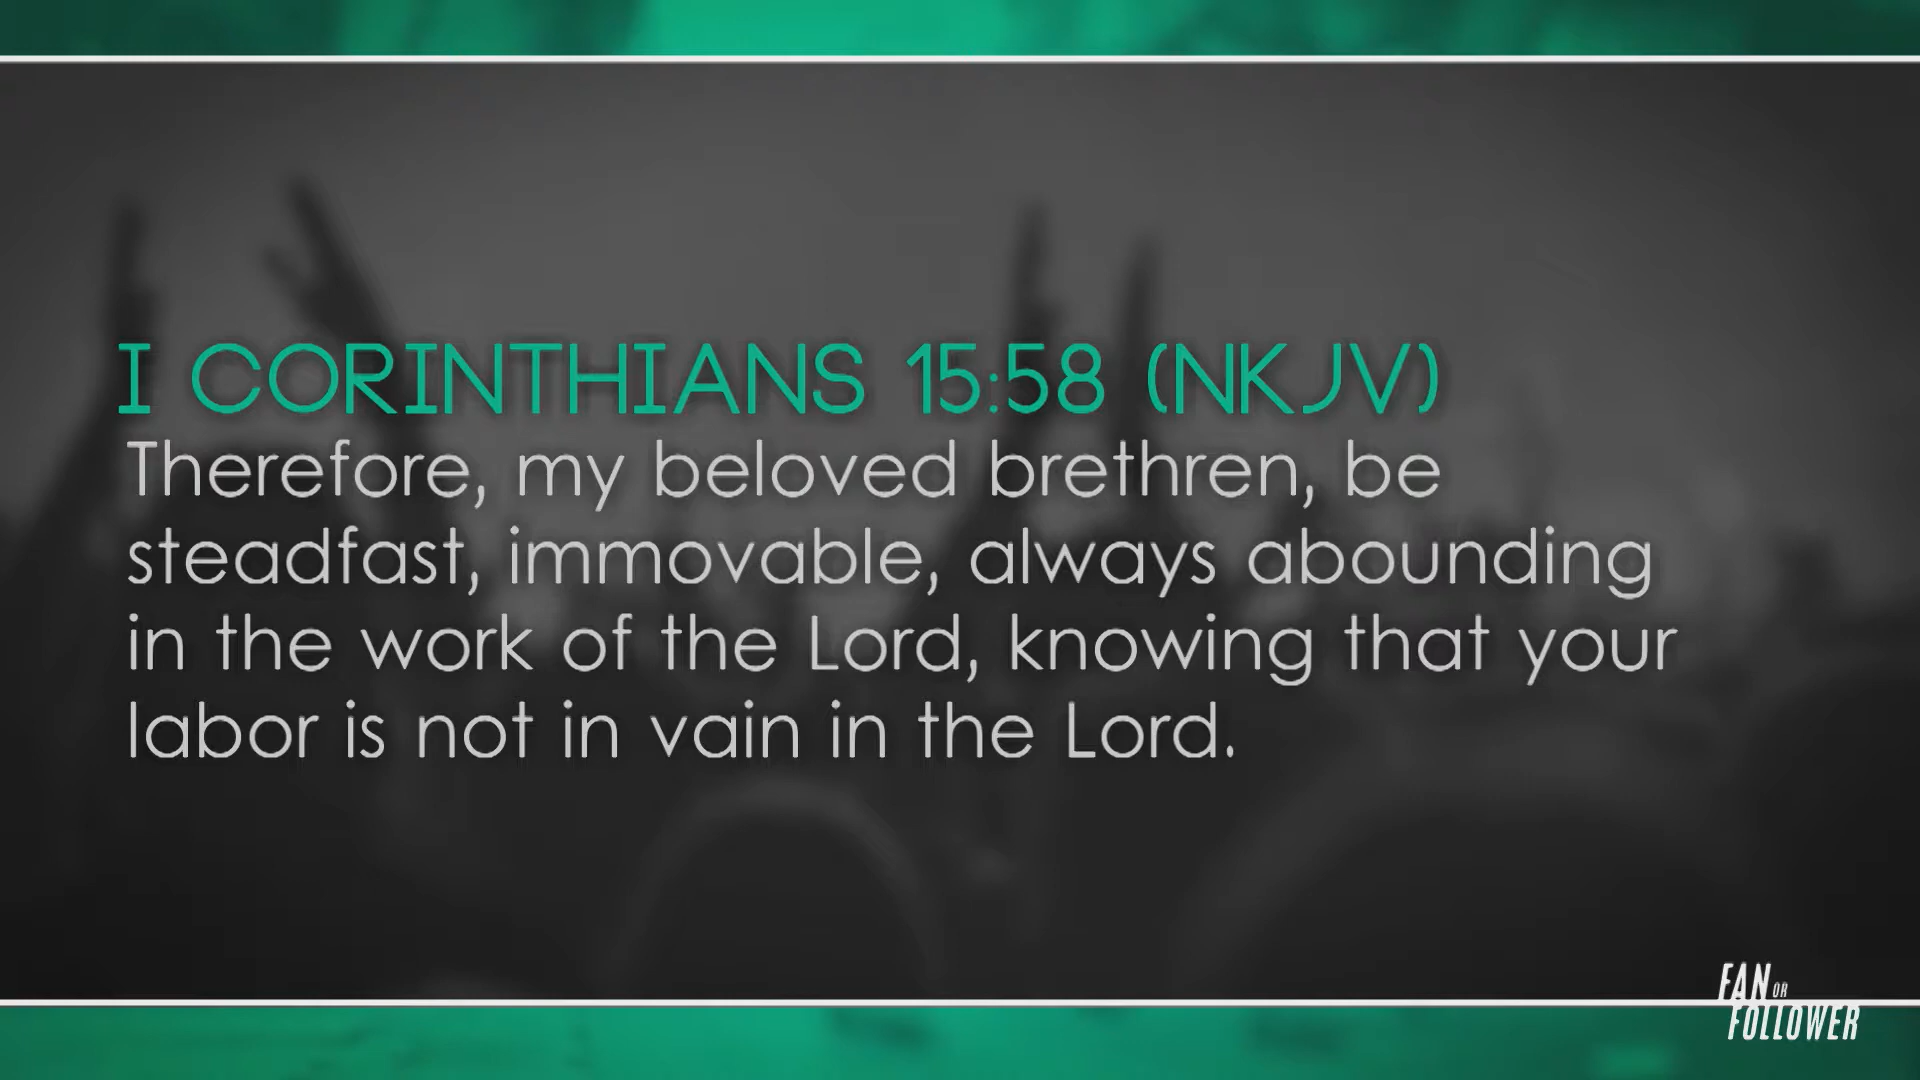 I CORINTHIANS 15:58 (NKJV)
Therefore, my beloved brethren, be
steadfast, immovable, always abounding
in the work of the Lord, knowing that your
labor is not in vain in the Lord.
FAN OR
FOLLOWER